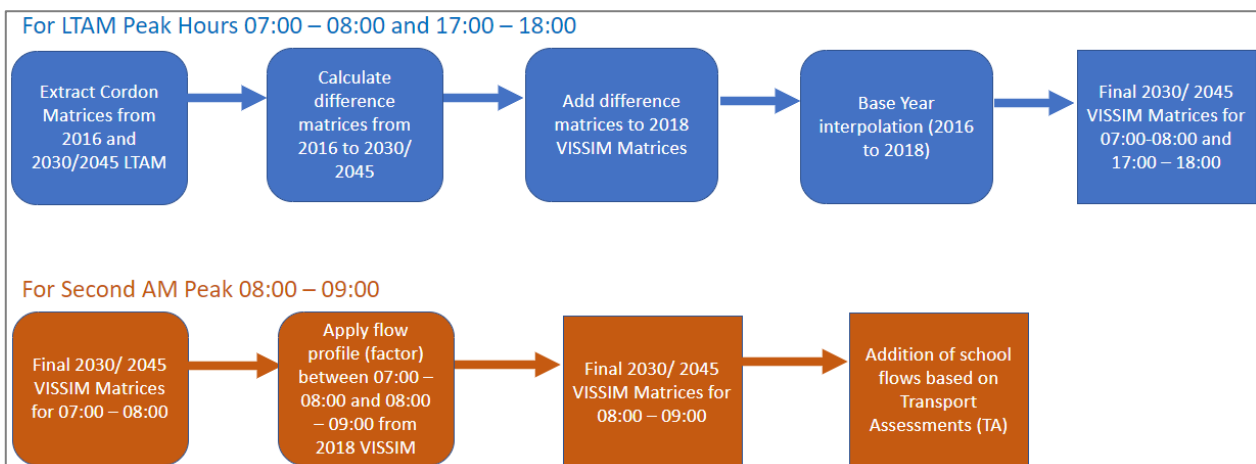 For LTAM Peak Hours 07:00 – 08:00 and 17:00 – 18:00
Extract Cordon
Matrices from
2016 and
2030/2045 LTAM
Calculate
difference
matrices from
2016 to 2030/
2045
Add difference
matrices to 2018
VISSIM Matrices
Base Year
interpolation (2016
to 2018)
Final 2030/ 2045
VISSIM Matrices for
07:00-08:00 and
17:00 – 18:00
For Second AM Peak 08:00 – 09:00
Final 2030/ 2045
VISSIM Matrices
for 07:00 – 08:00
Apply flow
profile (factor)
between 07:00 –
08:00 and 08:00
– 09:00 from
2018 VISSIM
Final 2030/ 2045
VISSIM Matrices for
08:00 – 09:00
Addition of school
flows based on
Transport
Assessments (TA)